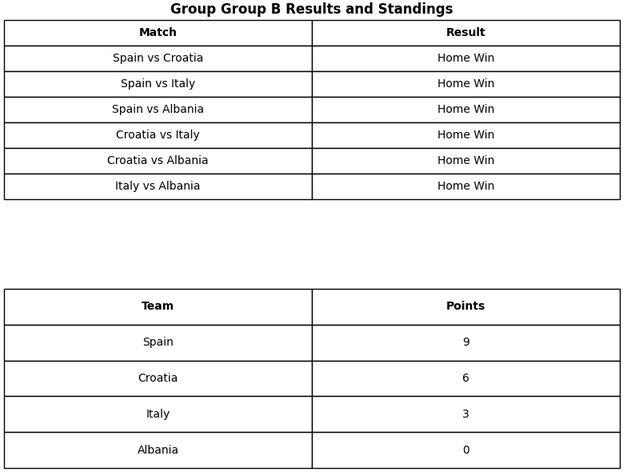 Group Group B Results and Standings
Match Result
Spain vs Croatia Home Win
Spain vs Italy Home Win
Spain vs Albania Home Win
Croatia vs Italy Home Win
Croatia vs Albania Home Win
Italy vs Albania Home Win
Team Points
Spain 9
Croatia 6
Italy 3
Albania 0